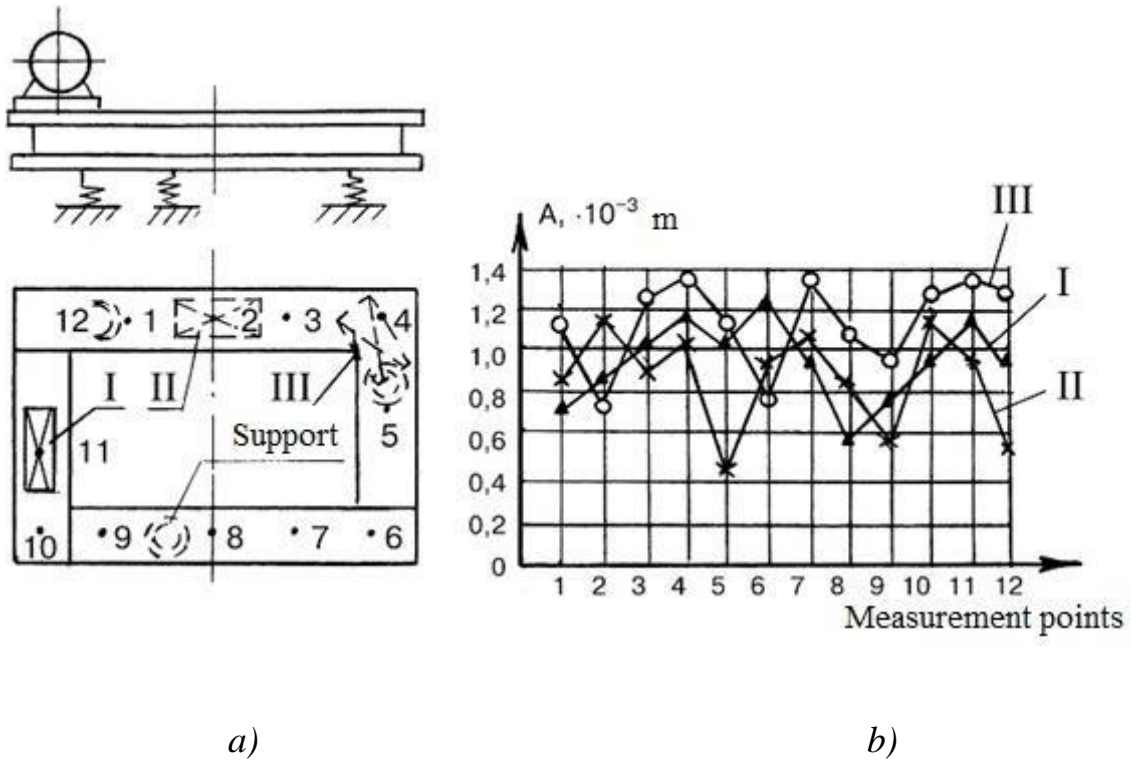 12
1
2
3
4
I
II
III
5
Support
11
10
9
8
7
6
A, ·10⁻³ m
III
I
II
1,4
1,2
1.0
0,8
0,6
0,4
0,2
0
1 2 3 4 5 6 7 8 9 10 11 12
Measurement points
a)
b)